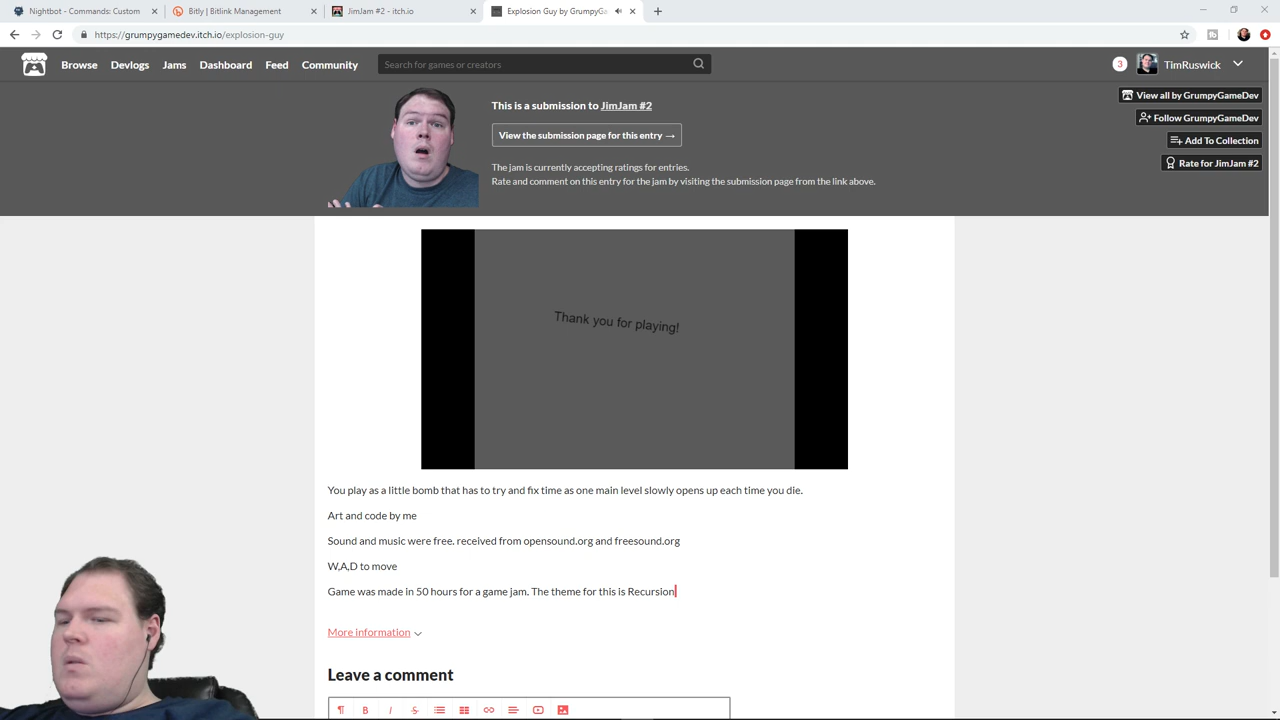 Nightbot - Commands: Custom
Bitly | Bitlink Management
JimJam #2 - itch.io
Explosion Guy by GrumpyGa
https://grumpygamedev.itch.io/explosion-guy
Browse Devlogs Jams Dashboard Feed Community
Search for games or creators
3
TimRuswick
This is a submission to JimJam #2
View the submission page for this entry →
The jam is currently accepting ratings for entries.
Rate and comment on this entry for the jam by visiting the submission page from the link above.
View all by GrumpyGameDev
Follow GrumpyGameDev
Add To Collection
Rate for JimJam #2
Thank you for playing!
You play as a little bomb that has to try and fix time as one main level slowly opens up each time you die.
Art and code by me
Sound and music were free. received from opensound.org and freesound.org
W,A,D to move
Game was made in 50 hours for a game jam. The theme for this is Recursion
More information
Leave a comment